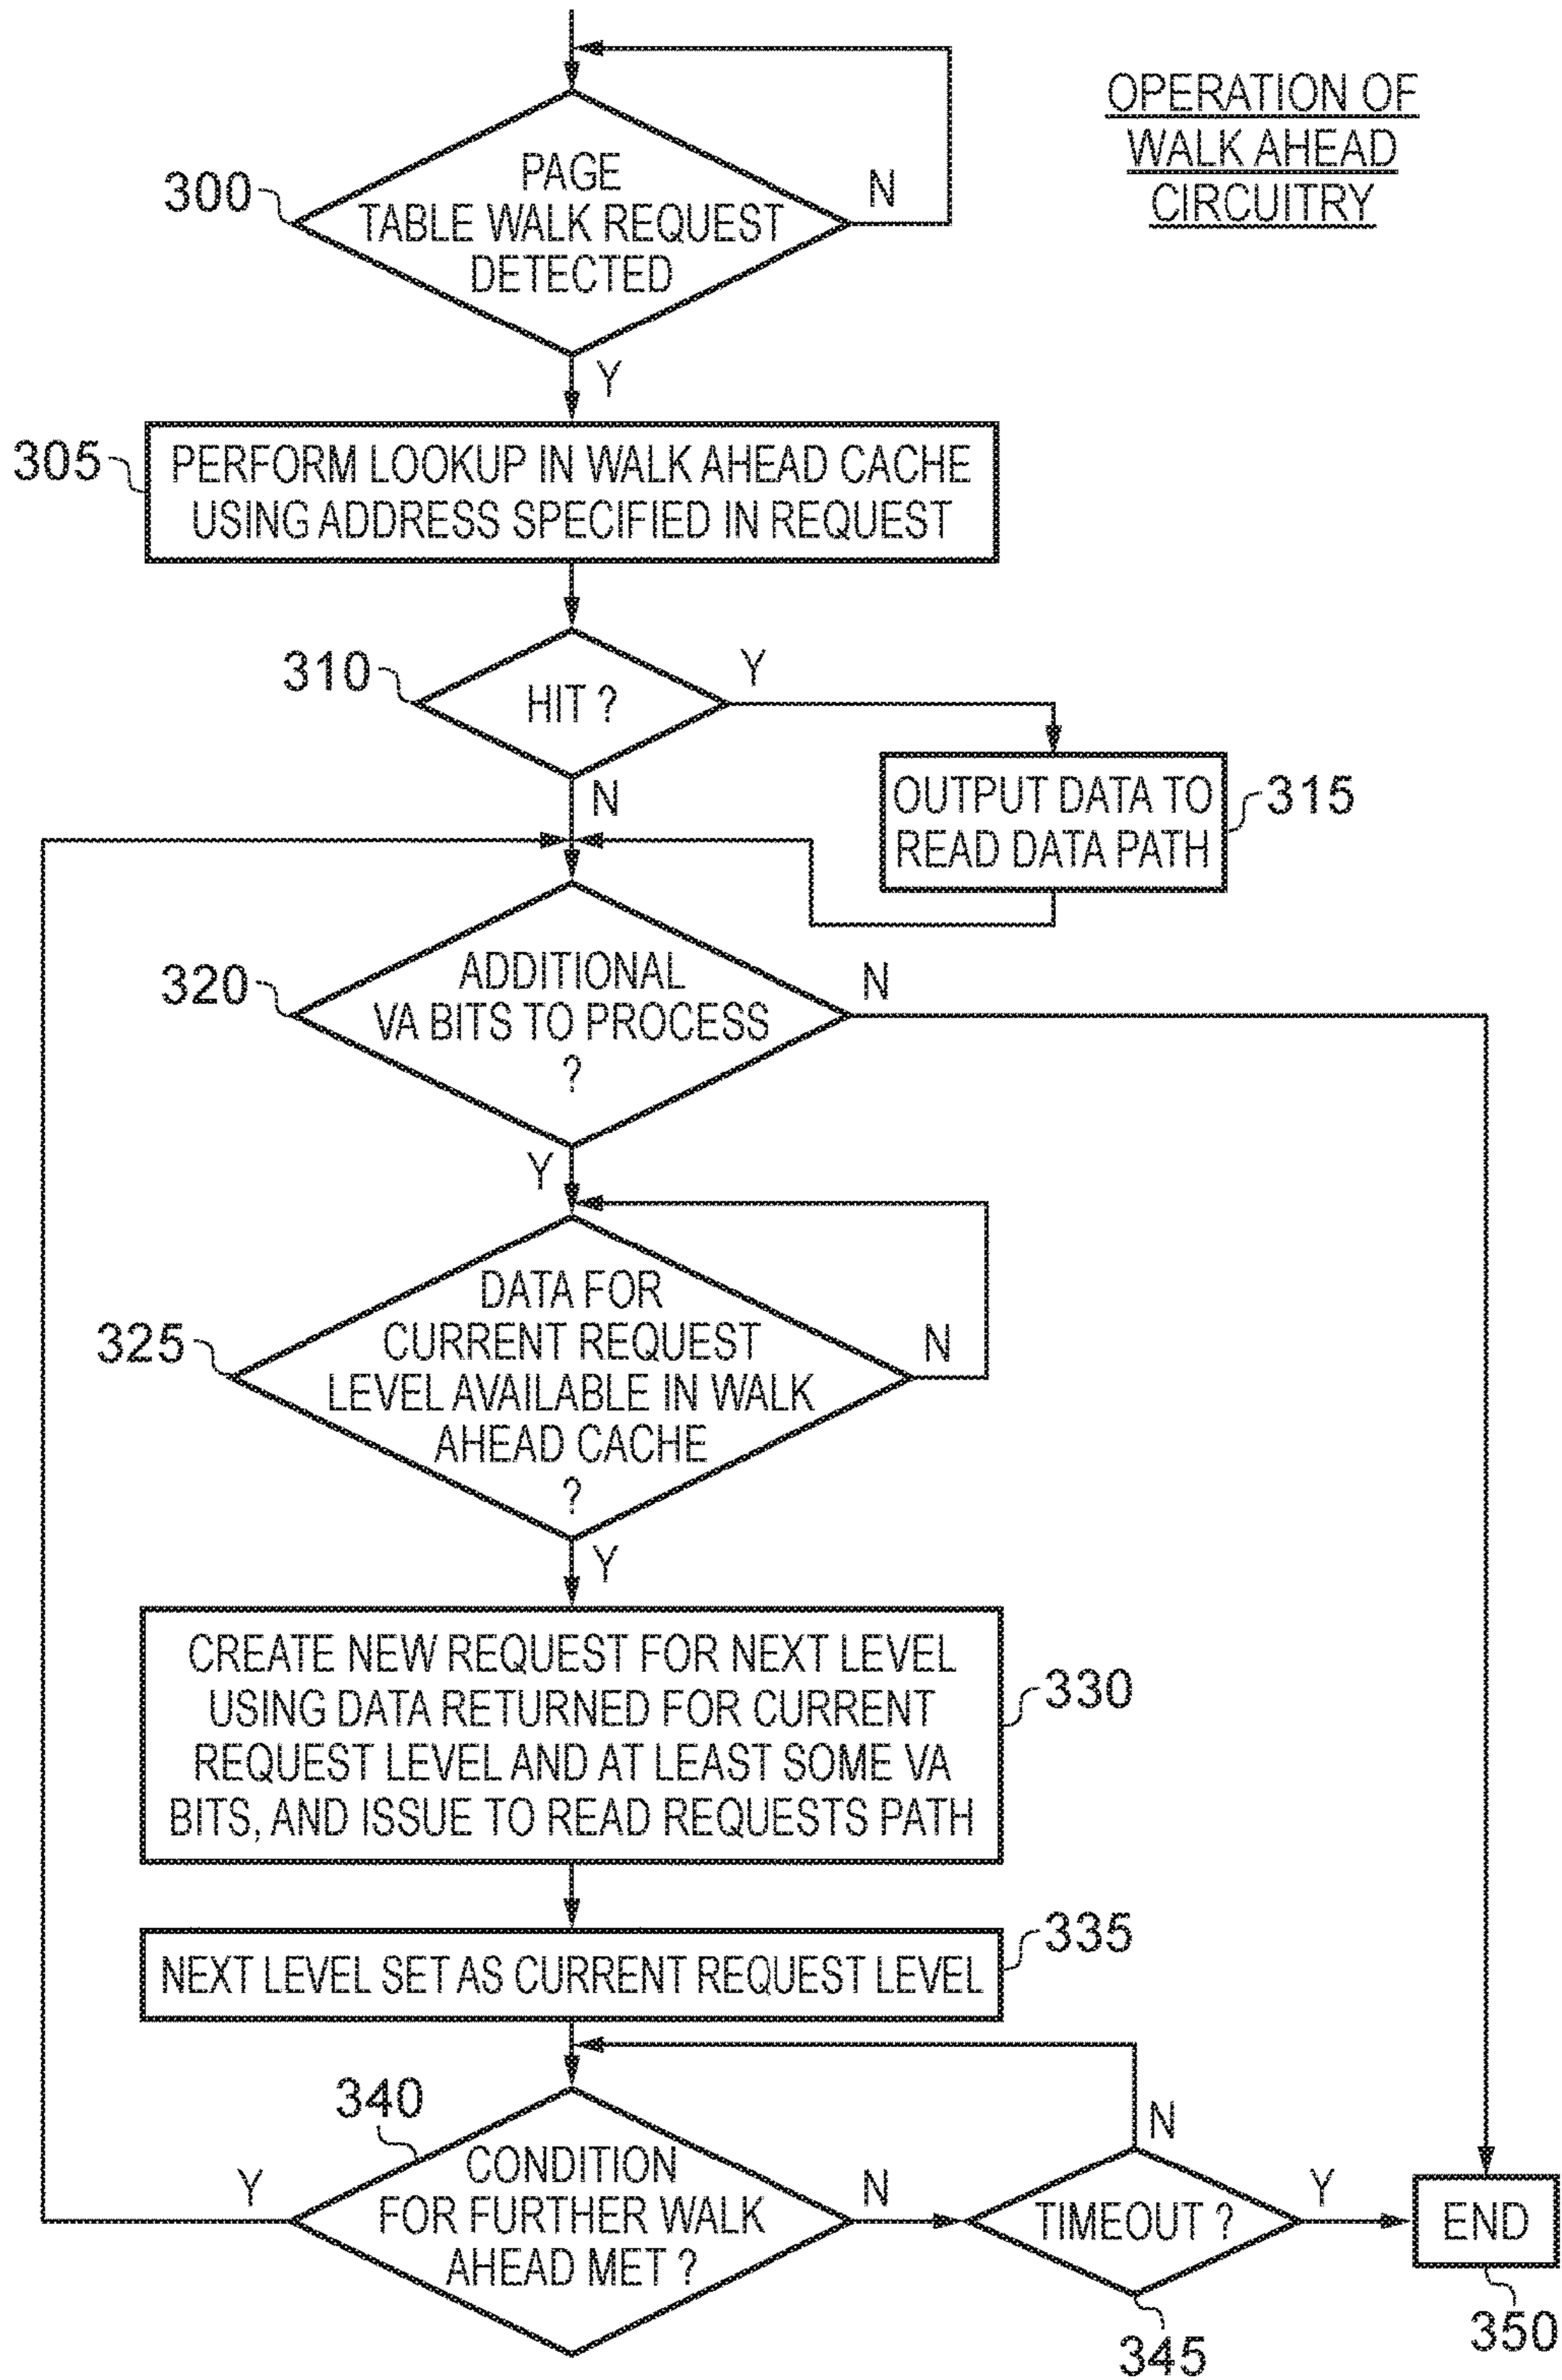 OPERATION OF
WALK AHEAD
CIRCUITRY
300
PAGE
TABLE WALK REQUEST
DETECTED
N
Y
305
PERFORM LOOKUP IN WALK AHEAD CACHE
USING ADDRESS SPECIFIED IN REQUEST
310
HIT ?
Y
N
OUTPUT DATA TO
READ DATA PATH
315
320
ADDITIONAL
VA BITS TO PROCESS
?
N
Y
325
DATA FOR
CURRENT REQUEST
LEVEL AVAILABLE IN WALK
AHEAD CACHE
?
N
Y
CREATE NEW REQUEST FOR NEXT LEVEL
USING DATA RETURNED FOR CURRENT
REQUEST LEVEL AND AT LEAST SOME VA
BITS, AND ISSUE TO READ REQUESTS PATH
330
NEXT LEVEL SET AS CURRENT REQUEST LEVEL
335
340
CONDITION
FOR FURTHER WALK
AHEAD MET ?
Y
N
TIMEOUT ?
N
Y
345
END
350